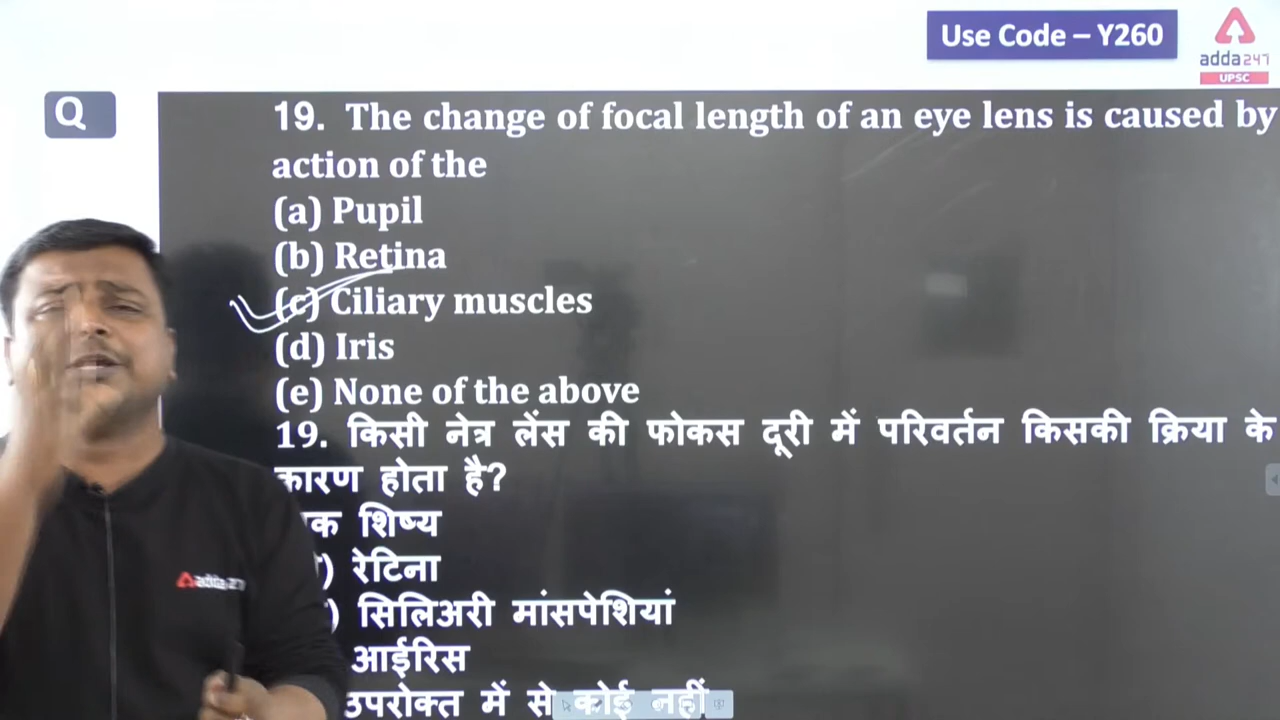 Use Code – Y260
adda247
UPSC
Q
19. The change of focal length of an eye lens is caused by
action of the
(a) Pupil
(b) Retina
(c) Ciliary muscles
(d) Iris
(e) None of the above
19. किसी नेत्र लेंस की फोकस दूरी में परिवर्तन किसकी क्रिया के
कारण होता है?
क शिष्य
) रेटिना
) सिलिअरी मांसपेशियां
आईरिस
उपरोक्त में से कोई नहीं
adda247